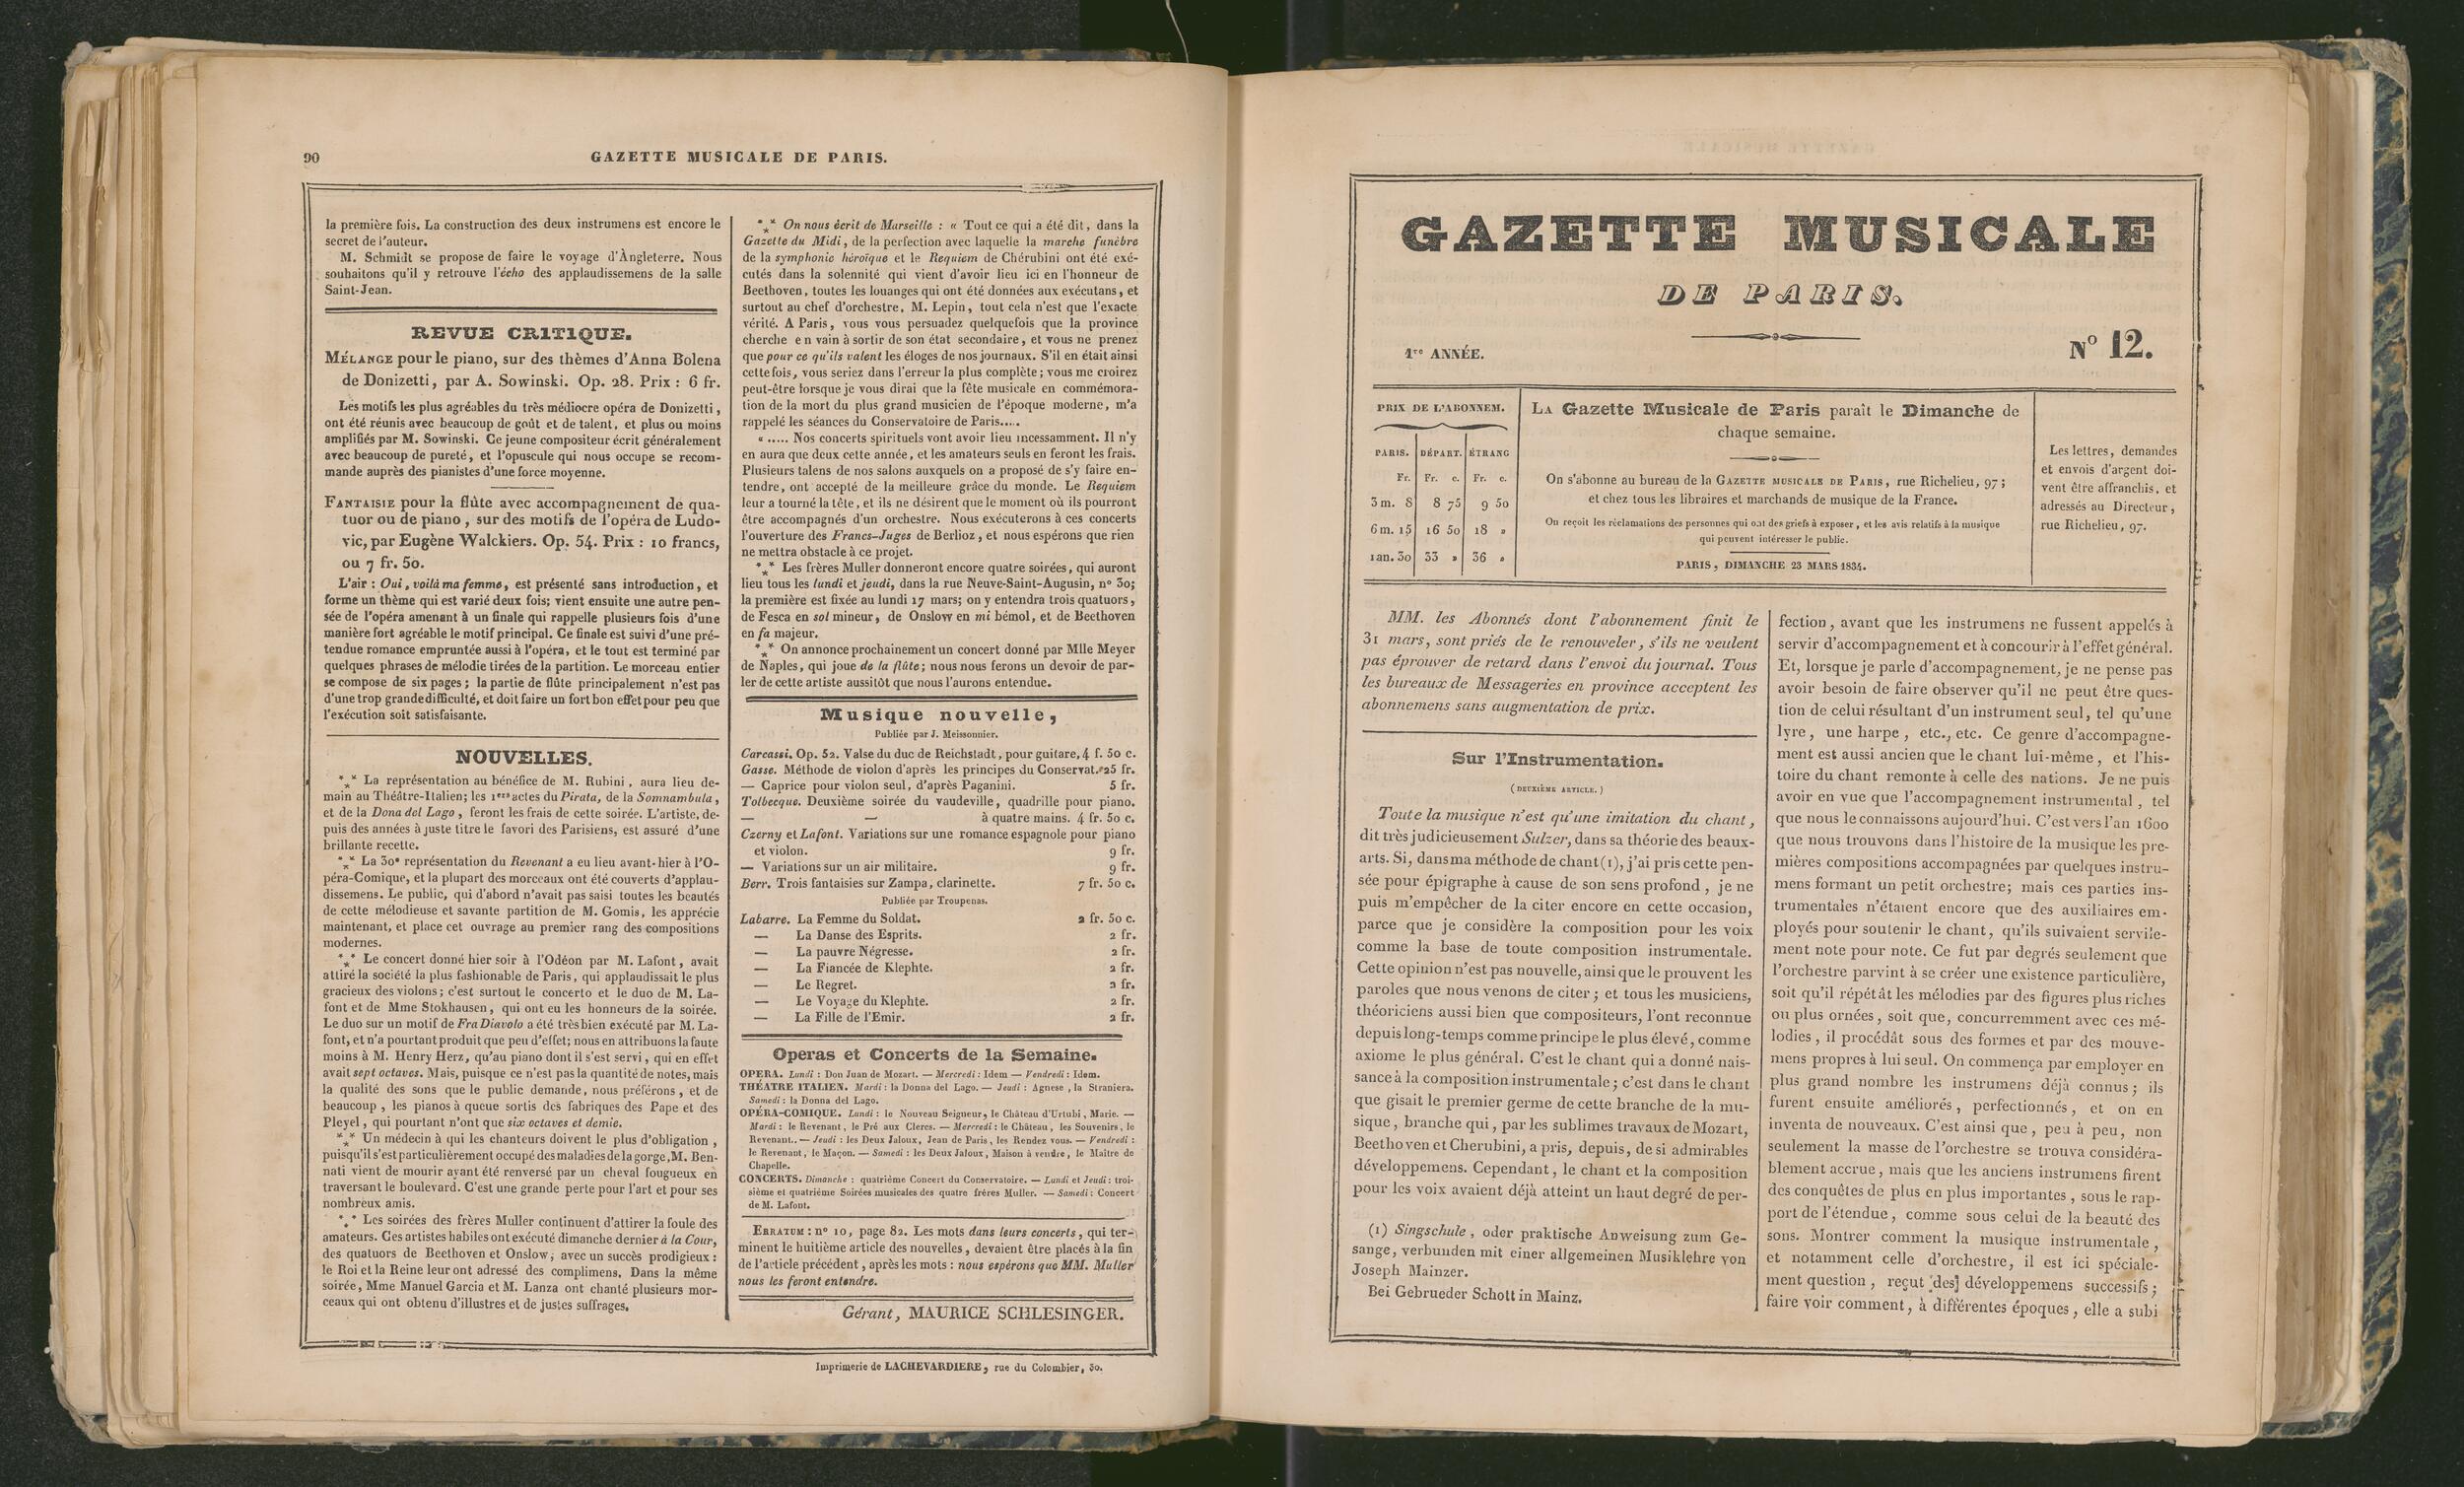 90
GAZETTE MUSICALE DE PARIS.
la première fois. La construction des deux instrumens est encore le
secret de l'auteur.
M. Schmidt se propose de faire le voyage d'Àngleterre. Nous
souhaitons qu'il y retrouve l'écho des applaudissemens de la salle
Saint-Jean.
REVUE CRITIQUE.
MÉLANGE pour le piano, sur des thèmes d'Anna Bolena
de Donizetti, par A. Sowinski. Op. 28. Prix : 6 fr.
Les motifs les plus agréables du très médiocre opéra de Donizetti,
ont été réunis avec beaucoup de goût et de talent, et plus ou moins
amplifiés par M. Sowinski. Ce jeune compositeur écrit généralement
avec beaucoup de pureté, et l'opuscule qui nous occupe se recom-
mande auprès des pianistes d'une force moyenne.
FANTAISIE pour la flûte avec accompagnement de qua-
tuor ou de piano, sur des motifs de l'opéra de Ludo-
vic, par Eugène Walckiers. Op. 54. Prix : 10 francs,
ou 7 fr. 50.
L'air : Oui, voilà ma femme, est présenté sans introduction, et
forme un thème qui est varié deux fois; vient ensuite une autre pen-
sée de l'opéra amenant à un finale qui rappelle plusieurs fois d'une
manière fort agréable le motif principal. Ce finale est suivi d'une pré-
tendue romance empruntée aussi à l'opéra, et le tout est terminé par
quelques phrases de mélodie tirées de la partition. Le morceau entier
se compose de six pages; la partie de flûte principalement n'est pas
d'une trop grande difficulté, et doit faire un fort bon effet pour peu que
l'exécution soit satisfaisante.
NOUVELLES.
*** La représentation au bénéfice de M. Rubini, aura lieu de-
main au Théâtre-Italien; les 1ers actes du Pirata, de la Somnambula,
et de la Dona del Lago, feront les frais de cette soirée. L'artiste, de-
puis des années à juste titre le favori des Parisiens, est assuré d'une
brillante recette.
*** La 30e représentation du Revenant a eu lieu avant-hier à l'O-
péra-Comique, et la plupart des morceaux ont été couverts d'applau-
dissemens. Le public, qui d'abord n'avait pas saisi toutes les beautés
de cette mélodieuse et savante partition de M. Gomis, les apprécie
maintenant, et place cet ouvrage au premier rang des compositions
modernes.
*** Le concert donné hier soir à l'Odéon par M. Lafont, avait
attiré la société la plus fashionable de Paris, qui applaudissait le plus
gracieux des violons; c'est surtout le concerto et le duo de M. La-
font et de Mme Stokhausen, qui ont eu les honneurs de la soirée.
Le duo sur un motif de Fra Diavolo a été très bien exécuté par M. La-
font, et n'a pourtant produit que peu d'effet; nous en attribuons la faute
moins à M. Henry Herz, qu'au piano dont il s'est servi, qui en effet
avait sept octaves. Mais, puisque ce n'est pas la quantité de notes, mais
la qualité des sons que le public demande, nous préférons, et de
beaucoup, les pianos à queue sortis des fabriques des Pape et des
Pleyel, qui pourtant n'ont que six octaves et demie.
*** Un médecin à qui les chanteurs doivent le plus d'obligation,
puisqu'il s'est particulièrement occupé des maladies de la gorge, M. Ben-
nati vient de mourir ayant été renversé par un cheval fougueux en
traversant le boulevard. C'est une grande perte pour l'art et pour ses
nombreux amis.
*** Les soirées des frères Muller continuent d'attirer la foule des
amateurs. Ces artistes habiles ont exécuté dimanche dernier à la Cour,
des quatuors de Beethoven et Onslow, avec un succès prodigieux :
le Roi et la Reine leur ont adressé des complimens. Dans la même
soirée, Mme Manuel Garcia et M. Lanza ont chanté plusieurs mor-
ceaux qui ont obtenu d'illustres et de justes suffrages.
*** On nous écrit de Marseille : « Tout ce qui a été dit, dans la
Gazette du Midi, de la perfection avec laquelle la marche funèbre
de la symphonie héroïque et le Requiem de Chérubini ont été exé-
cutés dans la solennité qui vient d'avoir lieu ici en l'honneur de
Beethoven, toutes les louanges qui ont été données aux exécutans, et
surtout au chef d'orchestre, M. Lepin, tout cela n'est que l'exacte
vérité. A Paris, vous vous persuadez quelquefois que la province
cherche en vain à sortir de son état secondaire, et vous ne prenez
que pour ce qu'ils valent les éloges de nos journaux. S'il en était ainsi
cette fois, vous seriez dans l'erreur la plus complète; vous me croirez
peut-être lorsque je vous dirai que la fête musicale en commémora-
tion de la mort du plus grand musicien de l'époque moderne, m'a
rappelé les séances du Conservatoire de Paris.....
« ..... Nos concerts spirituels vont avoir lieu incessamment. Il n'y
en aura que deux cette année, et les amateurs seuls en feront les frais.
Plusieurs talens de nos salons auxquels on a proposé de s'y faire en-
tendre, ont accepté de la meilleure grâce du monde. Le Requiem
leur a tourné la tête, et ils ne désirent que le moment où ils pourront
être accompagnés d'un orchestre. Nous exécuterons à ces concerts
l'ouverture des Francs-Juges de Berlioz, et nous espérons que rien
ne mettra obstacle à ce projet.
*** Les frères Muller donneront encore quatre soirées, qui auront
lieu tous les lundi et jeudi, dans la rue Neuve-Saint-Augusin, nº 30;
la première est fixée au lundi 17 mars; on y entendra trois quatuors,
de Fesca en sol mineur, de Onslow en mi bémol, et de Beethoven
en fa majeur.
*** On annonce prochainement un concert donné par Mlle Meyer
de Naples, qui joue de la flûte; nous nous ferons un devoir de par-
ler de cette artiste aussitôt que nous l'aurons entendue.
Musique nouvelle,
Publiée par J. Meissonnier.
Carcassi. Op. 52. Valse du duc de Reichstadt, pour guitare, 4 f. 50 c.
Gasse. Méthode de violon d'après les principes du Conservat. 25 fr.
— Caprice pour violon seul, d'après Paganini. 5 fr.
Tolbecque. Deuxième soirée du vaudeville, quadrille pour piano.
— — à quatre mains. 4 fr. 50 c.
Czerny et Lafont. Variations sur une romance espagnole pour piano
et violon. 9 fr.
— Variations sur un air militaire. 9 fr.
Berr. Trois fantaisies sur Zampa, clarinette. 7 fr. 50 c.
Publiée par Troupenas.
Labarre. La Femme du Soldat. 2 fr. 50 c.
— La Danse des Esprits. 2 fr.
— La pauvre Négresse. 2 fr.
— La Fiancée de Klephte. 2 fr.
— Le Regret. 2 fr.
— Le Voyage du Klephte. 2 fr.
— La Fille de l'Emir. 2 fr.
Operas et Concerts de la Semaine.
OPERA. Lundi : Don Juan de Mozart. — Mercredi : Idem — Vendredi : Idem.
THÉATRE ITALIEN. Mardi : la Donna del Lago. — Jeudi : Agnese, la Straniera.
Samedi : la Donna del Lago.
OPÉRA-COMIQUE. Lundi : le Nouveau Seigneur, le Château d'Urtubi, Marie. —
Mardi : le Revenant, le Pré aux Clercs. — Mercredi : le Château, les Souvenirs, le
Revenant. — Jeudi : les Deux Jaloux, Jean de Paris, les Rendez vous. — Vendredi :
le Revenant, le Maçon. — Samedi : les Deux Jaloux, Maison à vendre, le Maître de
Chapelle.
CONCERTS. Dimanche : quatrième Concert du Conservatoire. — Lundi et Jeudi : troi-
sième et quatrième Soirées musicales des quatre frères Muller. — Samedi : Concert
de M. Lafont.
ERRATUM : nº 10, page 82. Les mots dans leurs concerts, qui ter-
minent le huitième article des nouvelles, devaient être placés à la fin
de l'article précédent, après les mots : nous espérons que MM. Muller
nous les feront entendre.
Gérant, MAURICE SCHLESINGER.
Imprimerie de LACHEVARDIERE, rue du Colombier, 30.
GAZETTE MUSICALE
DE PARIS.
1re ANNÉE.
Nº 12.
PRIX DE L'ABONNEM.
PARIS. DÉPART. ÉTRANG
Fr. Fr. c. Fr. c.
3 m. 8 8 75 9 50
6 m. 15 16 50 18 »
1 an. 30 33 » 36 »
LA Gazette Musicale de Paris paraît le Dimanche de
chaque semaine.
On s'abonne au bureau de la GAZETTE MUSICALE DE PARIS, rue Richelieu, 97;
et chez tous les libraires et marchands de musique de la France.
On reçoit les réclamations des personnes qui ont des griefs à exposer, et les avis relatifs à la musique
qui peuvent intéresser le public.
PARIS, DIMANCHE 23 MARS 1834.
Les lettres, demandes
et envois d'argent doi-
vent être affranchis, et
adressés au Directeur,
rue Richelieu, 97.
MM. les Abonnés dont l'abonnement finit le
31 mars, sont priés de le renouveler, s'ils ne veulent
pas éprouver de retard dans l'envoi du journal. Tous
les bureaux de Messageries en province acceptent les
abonnemens sans augmentation de prix.
Sur l'Instrumentation.
(DEUXIÈME ARTICLE.)
Toute la musique n'est qu'une imitation du chant,
dit très judicieusement Sulzer, dans sa théorie des beaux-
arts. Si, dans ma méthode de chant (1), j'ai pris cette pen-
sée pour épigraphe à cause de son sens profond, je ne
puis m'empêcher de la citer encore en cette occasion,
parce que je considère la composition pour les voix
comme la base de toute composition instrumentale.
Cette opinion n'est pas nouvelle, ainsi que le prouvent les
paroles que nous venons de citer; et tous les musiciens,
théoriciens aussi bien que compositeurs, l'ont reconnue
depuis long-temps comme principe le plus élevé, comme
axiome le plus général. C'est le chant qui a donné nais-
sance à la composition instrumentale; c'est dans le chant
que gisait le premier germe de cette branche de la mu-
sique, branche qui, par les sublimes travaux de Mozart,
Beethoven et Cherubini, a pris, depuis, de si admirables
développemens. Cependant, le chant et la composition
pour les voix avaient déjà atteint un haut degré de per-
(1) Singschule, oder praktische Anweisung zum Ge-
sange, verbunden mit einer allgemeinen Musiklehre von
Joseph Mainzer.
Bei Gebrueder Schott in Mainz.
fection, avant que les instrumens ne fussent appelés à
servir d'accompagnement et à concourir à l'effet général.
Et, lorsque je parle d'accompagnement, je ne pense pas
avoir besoin de faire observer qu'il ne peut être ques-
tion de celui résultant d'un instrument seul, tel qu'une
lyre, une harpe, etc., etc. Ce genre d'accompagne-
ment est aussi ancien que le chant lui-même, et l'his-
toire du chant remonte à celle des nations. Je ne puis
avoir en vue que l'accompagnement instrumental, tel
que nous le connaissons aujourd'hui. C'est vers l'an 1600
que nous trouvons dans l'histoire de la musique les pre-
mières compositions accompagnées par quelques instru-
mens formant un petit orchestre; mais ces parties ins-
trumentales n'étaient encore que des auxiliaires em-
ployés pour soutenir le chant, qu'ils suivaient servile-
ment note pour note. Ce fut par degrés seulement que
l'orchestre parvint à se créer une existence particulière,
soit qu'il répétât les mélodies par des figures plus riches
ou plus ornées, soit que, concurremment avec ces mé-
lodies, il procédât sous des formes et par des mouve-
mens propres à lui seul. On commença par employer en
plus grand nombre les instrumens déjà connus; ils
furent ensuite améliorés, perfectionnés, et on en
inventa de nouveaux. C'est ainsi que, peu à peu, non
seulement la masse de l'orchestre se trouva considéra-
blement accrue, mais que les anciens instrumens firent
des conquêtes de plus en plus importantes, sous le rap-
port de l'étendue, comme sous celui de la beauté des
sons. Montrer comment la musique instrumentale,
et notamment celle d'orchestre, il est ici spéciale-
ment question, reçut des développemens successifs;
faire voir comment, à différentes époques, elle a subi